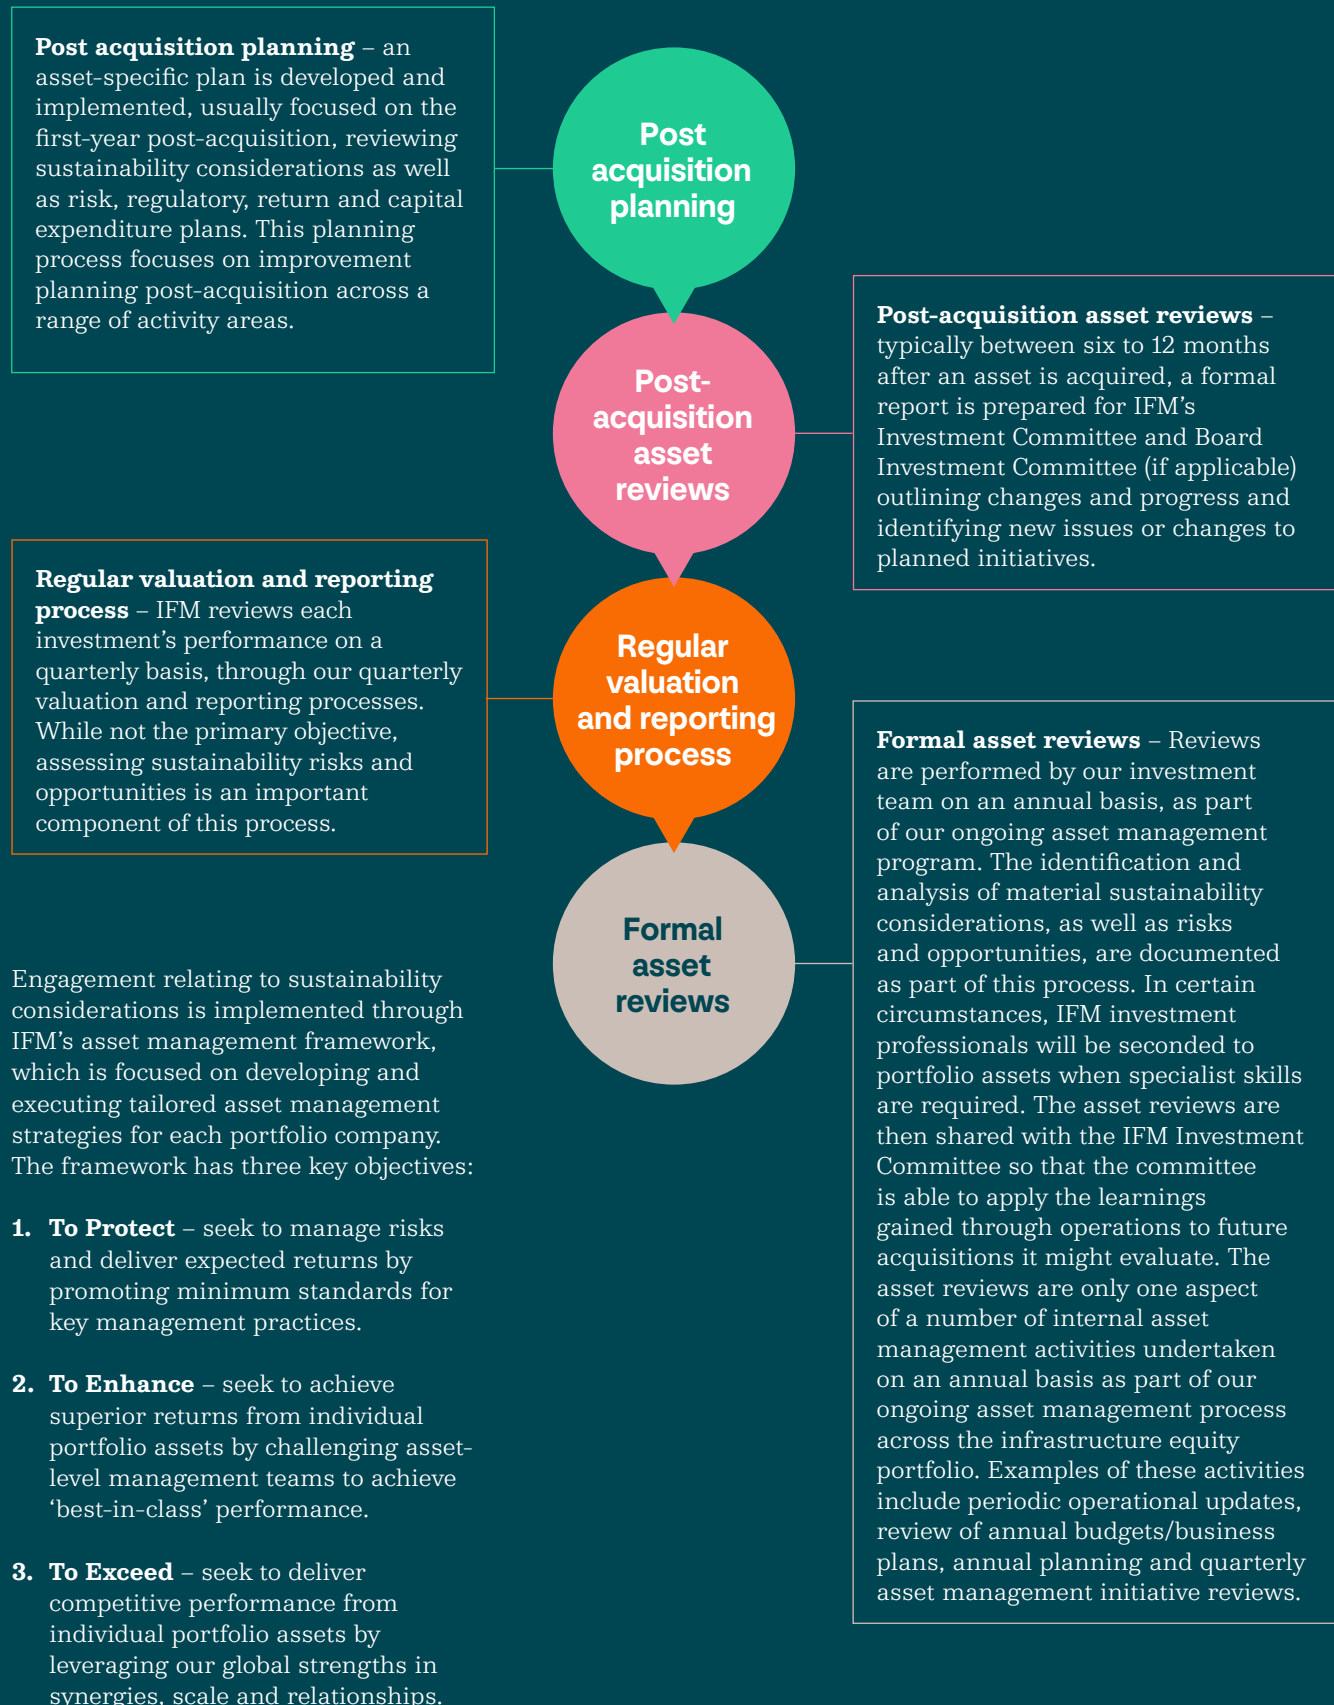 Post acquisition planning – an
asset-specific plan is developed and
implemented, usually focused on the
first-year post-acquisition, reviewing
sustainability considerations as well
as risk, regulatory, return and capital
expenditure plans. This planning
process focuses on improvement
planning post-acquisition across a
range of activity areas.
Post
acquisition
planning
Post-
acquisition
asset
reviews
Post-acquisition asset reviews –
typically between six to 12 months
after an asset is acquired, a formal
report is prepared for IFM’s
Investment Committee and Board
Investment Committee (if applicable)
outlining changes and progress and
identifying new issues or changes to
planned initiatives.
Regular valuation and reporting
process – IFM reviews each
investment’s performance on a
quarterly basis, through our quarterly
valuation and reporting processes.
While not the primary objective,
assessing sustainability risks and
opportunities is an important
component of this process.
Regular
valuation
and reporting
process
Formal
asset
reviews
Formal asset reviews – Reviews
are performed by our investment
team on an annual basis, as part
of our ongoing asset management
program. The identification and
analysis of material sustainability
considerations, as well as risks
and opportunities, are documented
as part of this process. In certain
circumstances, IFM investment
professionals will be seconded to
portfolio assets when specialist skills
are required. The asset reviews are
then shared with the IFM Investment
Committee so that the committee
is able to apply the learnings
gained through operations to future
acquisitions it might evaluate. The
asset reviews are only one aspect
of a number of internal asset
management activities undertaken
on an annual basis as part of our
ongoing asset management process
across the infrastructure equity
portfolio. Examples of these activities
include periodic operational updates,
review of annual budgets/business
plans, annual planning and quarterly
asset management initiative reviews.
Engagement relating to sustainability
considerations is implemented through
IFM’s asset management framework,
which is focused on developing and
executing tailored asset management
strategies for each portfolio company.
The framework has three key objectives:
1. To Protect – seek to manage risks
and deliver expected returns by
promoting minimum standards for
key management practices.
2. To Enhance – seek to achieve
superior returns from individual
portfolio assets by challenging asset-
level management teams to achieve
‘best-in-class’ performance.
3. To Exceed – seek to deliver
competitive performance from
individual portfolio assets by
leveraging our global strengths in
synergies, scale and relationships.